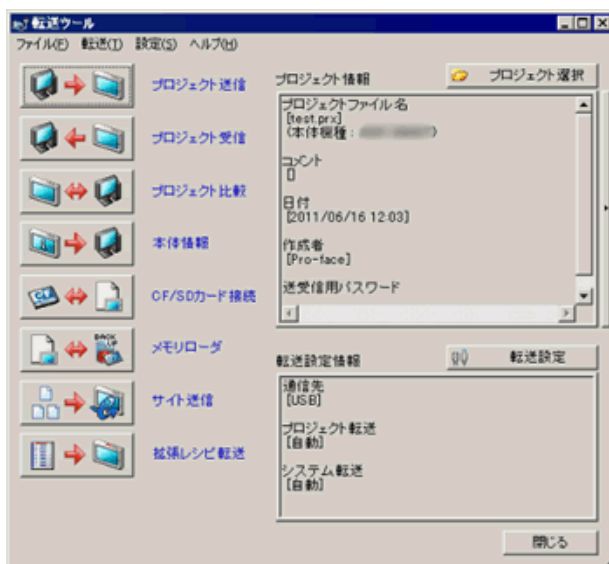 転送ツール
ファイル(F) 転送(T) 設定(S) ヘルプ(H)
プロジェクト送信
プロジェクト受信
プロジェクト比較
本体情報
CF/SDカード接続
メモリローダ
サイト送信
拡張レシピ転送
プロジェクト情報
プロジェクト選択
プロジェクトファイル名
[test.prx]
(本体機種: )
コメント
[]
日付
[2011/06/16 12:03]
作成者
[Pro-face]
送受信用パスワード
転送設定情報
転送設定
通信先
[USB]
プロジェクト転送
[自動]
システム転送
[自動]
閉じる